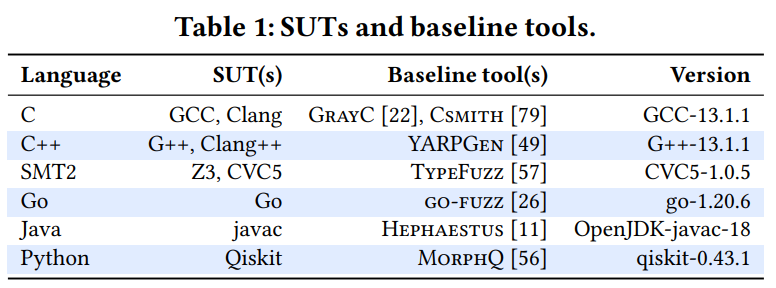 Table 1: SUTs and baseline tools.
Language SUT(s) Baseline tool(s) Version
C GCC, Clang GrayC [22], Csmith [79] GCC-13.1.1
C++ G++, Clang++ YARPGen [49] G++-13.1.1
SMT2 Z3, CVC5 TypeFuzz [57] CVC5-1.0.5
Go Go go-fuzz [26] go-1.20.6
Java javac Hephaestus [11] OpenJDK-javac-18
Python Qiskit MorphQ [56] qiskit-0.43.1